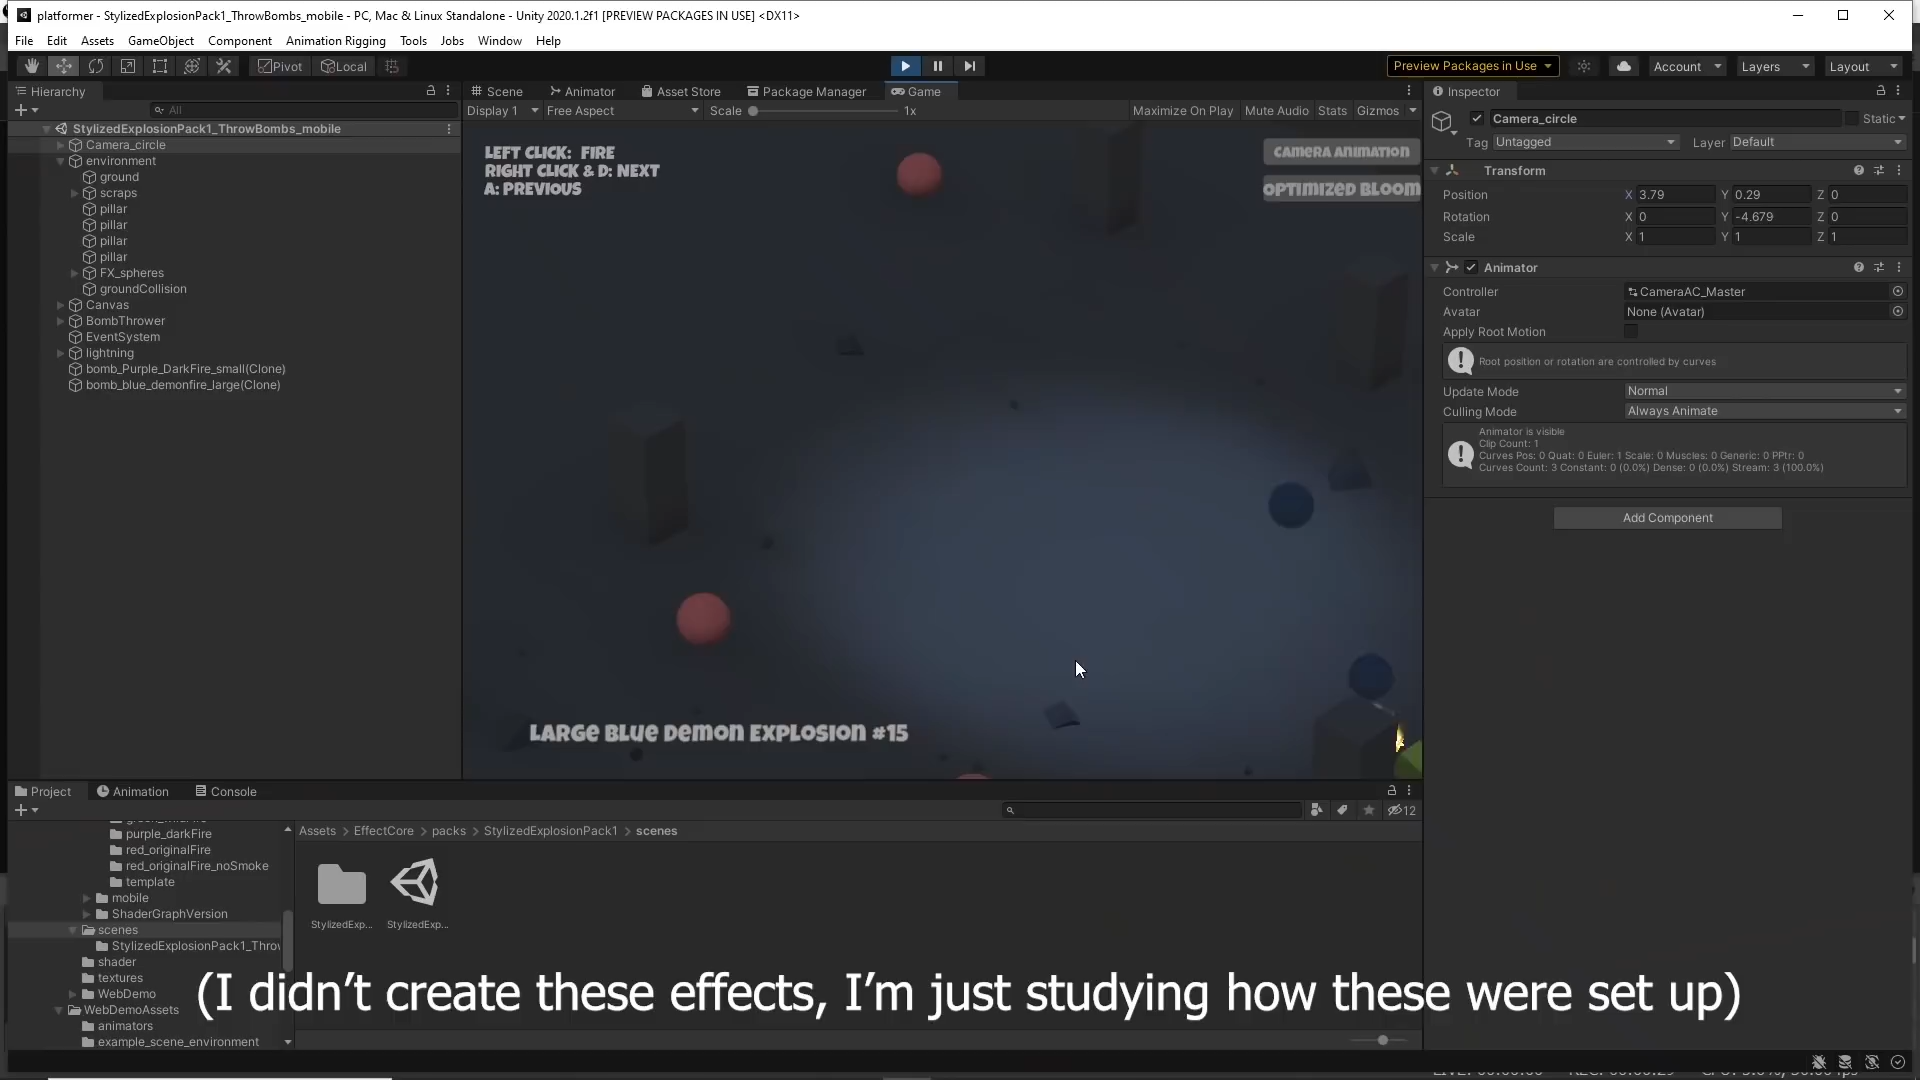 platformer - StylizedExplosionPack1_ThrowBombs_mobile - PC, Mac & Linux Standalone - Unity 2020.1.2f1 [PREVIEW PACKAGES IN USE] <DX11>
File Edit Assets GameObject Component Animation Rigging Tools Jobs Window Help
Pivot Local Preview Packages in Use Account Layers Layout
Hierarchy
All
StylizedExplosionPack1_ThrowBombs_mobile
Camera_circle
environment
ground
scraps
pillar
pillar
pillar
pillar
FX_spheres
groundCollision
Canvas
BombThrower
EventSystem
lightning
bomb_Purple_DarkFire_small(Clone)
bomb_blue_demonfire_large(Clone)
Scene Animator Asset Store Package Manager Game
Display 1 Free Aspect Scale 1x Maximize On Play Mute Audio Stats Gizmos
LEFT CLICK: FIRE
RIGHT CLICK & D: NEXT
A: PREVIOUS
CAMERA ANIMATION
OPTIMIZED BLOOM
LARGE BLUE DEMON EXPLOSION #15
Inspector
Camera_circle Static
Tag Untagged Layer Default
Transform
Position X 3.79 Y 0.29 Z 0
Rotation X 0 Y -4.679 Z 0
Scale X 1 Y 1 Z 1
Animator
Controller CameraAC_Master
Avatar None (Avatar)
Apply Root Motion
Root position or rotation are controlled by curves
Update Mode Normal
Culling Mode Always Animate
Animator is visible
Clip Count: 1
Curves Pos: 0 Quat: 0 Euler: 1 Scale: 0 Muscles: 0 Generic: 0 PPtr: 0
Curves Count: 3 Constant: 0 (0.0%) Dense: 0 (0.0%) Stream: 3 (100.0%)
Add Component
Project Animation Console
12
purple_darkFire
red_originalFire
red_originalFire_noSmoke
template
mobile
ShaderGraphVersion
scenes
StylizedExplosionPack1_Throw
shader
textures
WebDemo
WebDemoAssets
animators
example_scene_environment
Assets > EffectCore > packs > StylizedExplosionPack1 > scenes
StylizedExp... StylizedExp...
(I didn't create these effects, I'm just studying how these were set up)